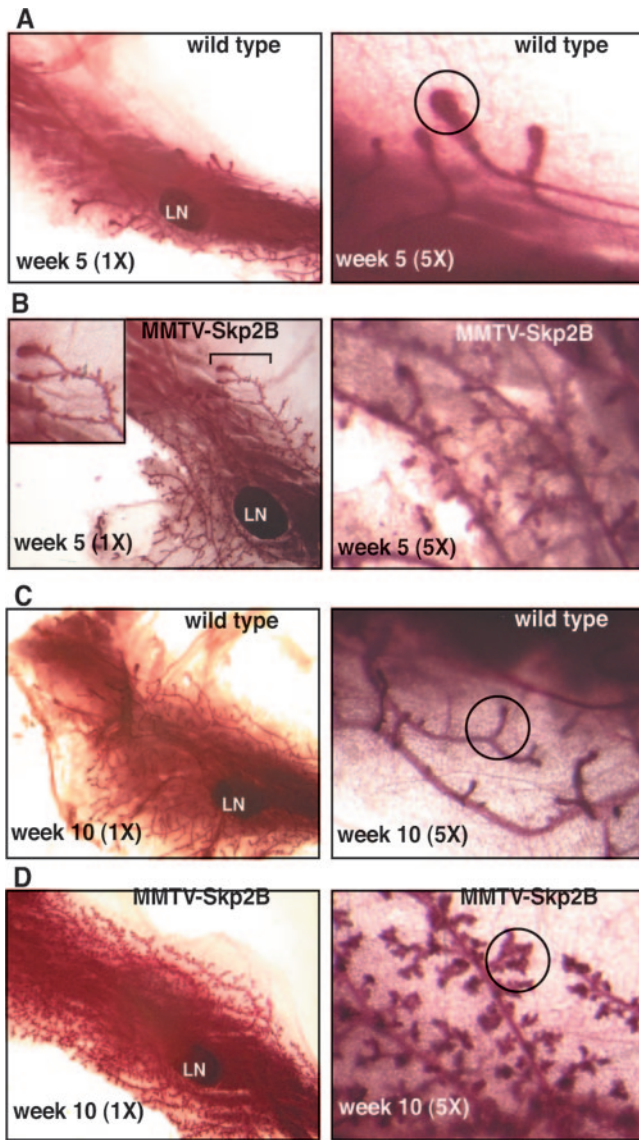 A
wild type
LN
week 5 (1X)
wild type
week 5 (5X)
B
MMTV-Skp2B
LN
week 5 (1X)
MMTV-Skp2B
week 5 (5X)
C
wild type
LN
week 10 (1X)
wild type
week 10 (5X)
D
MMTV-Skp2B
LN
week 10 (1X)
MMTV-Skp2B
week 10 (5X)